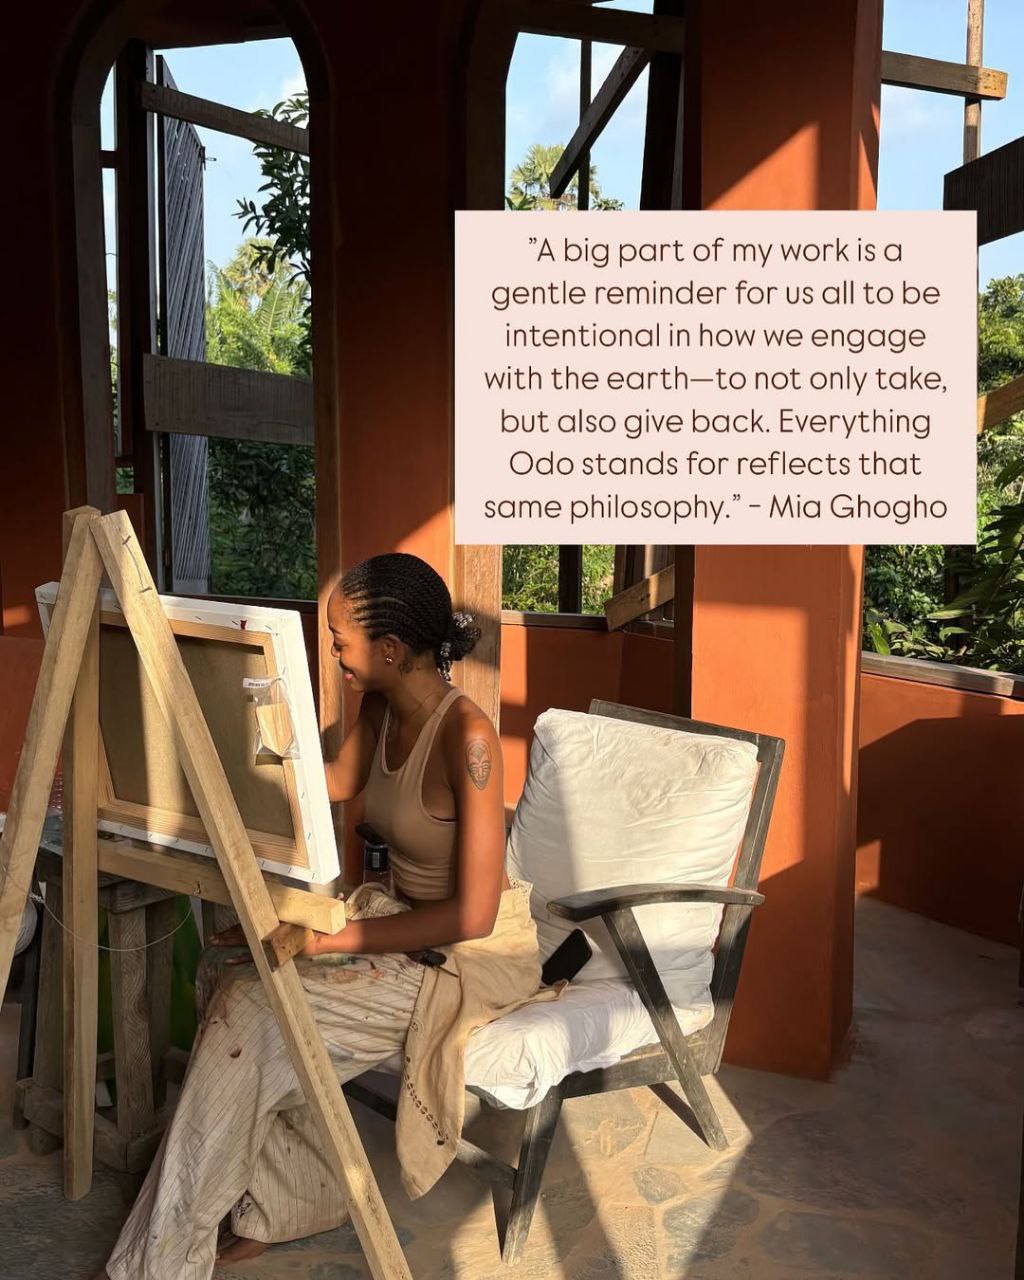 ”A big part of my work is a
gentle reminder for us all to be
intentional in how we engage
with the earth—to not only take,
but also give back. Everything
Odo stands for reflects that
same philosophy.” - Mia Ghogho